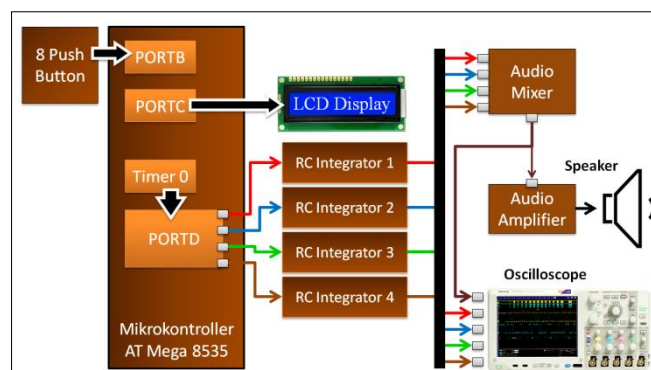 8 Push
Button
PORTB
PORTC
Timer 0
PORTD
Mikrokontroller
AT Mega 8535
LCD Display
RC Integrator 1
RC Integrator 2
RC Integrator 3
RC Integrator 4
Audio
Mixer
Speaker
Audio
Amplifier
Oscilloscope